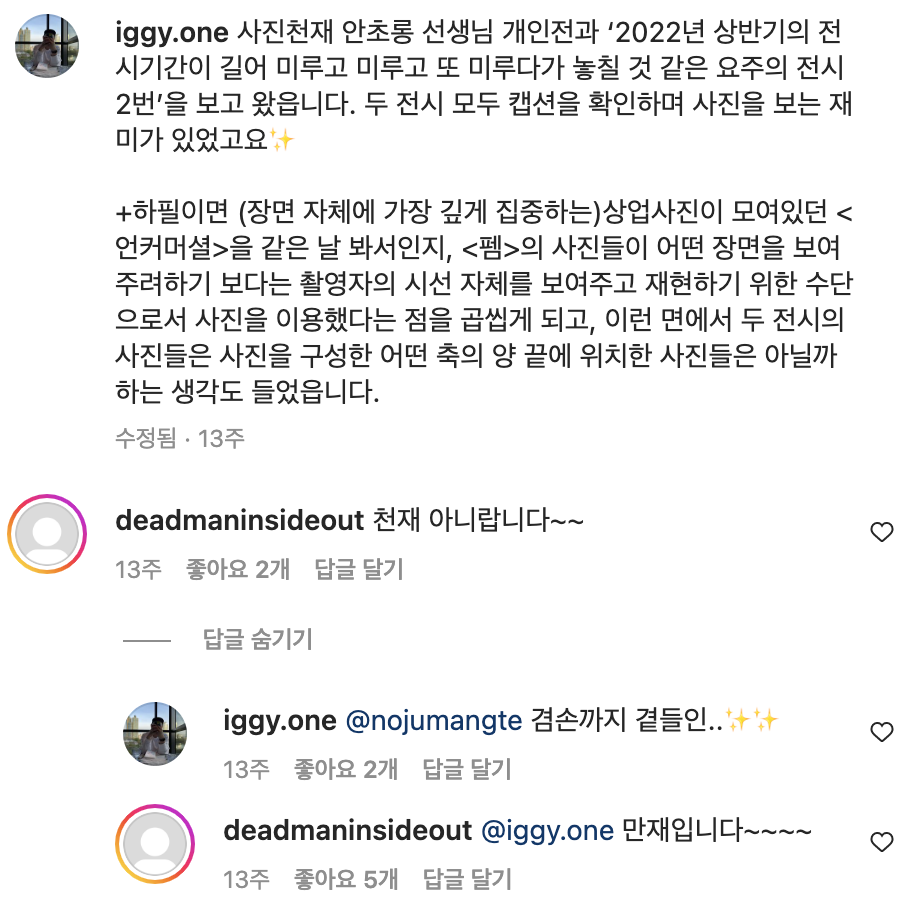 iggy.one 사진천재 안초롱 선생님 개인전과 ‘2022년 상반기의 전
시기간이 길어 미루고 미루고 또 미루다가 놓칠 것 같은 요주의 전시
2번’을 보고 왔읍니다. 두 전시 모두 캡션을 확인하며 사진을 보는 재
미가 있었고요✨
+하필이면 (장면 자체에 가장 깊게 집중하는)상업사진이 모여있던 <
언커머셜>을 같은 날 봐서인지, <펨>의 사진들이 어떤 장면을 보여
주려하기 보다는 촬영자의 시선 자체를 보여주고 재현하기 위한 수단
으로서 사진을 이용했다는 점을 곱씹게 되고, 이런 면에서 두 전시의
사진들은 사진을 구성한 어떤 축의 양 끝에 위치한 사진들은 아닐까
하는 생각도 들었읍니다.
수정됨 · 13주
deadmaninsideout 천재 아니랍니다~~
13주 좋아요 2개 답글 달기
답글 숨기기
iggy.one @nojumangte 겸손까지 곁들인..✨✨
13주 좋아요 2개 답글 달기
deadmaninsideout @iggy.one 만재입니다~~~~
13주 좋아요 5개 답글 달기